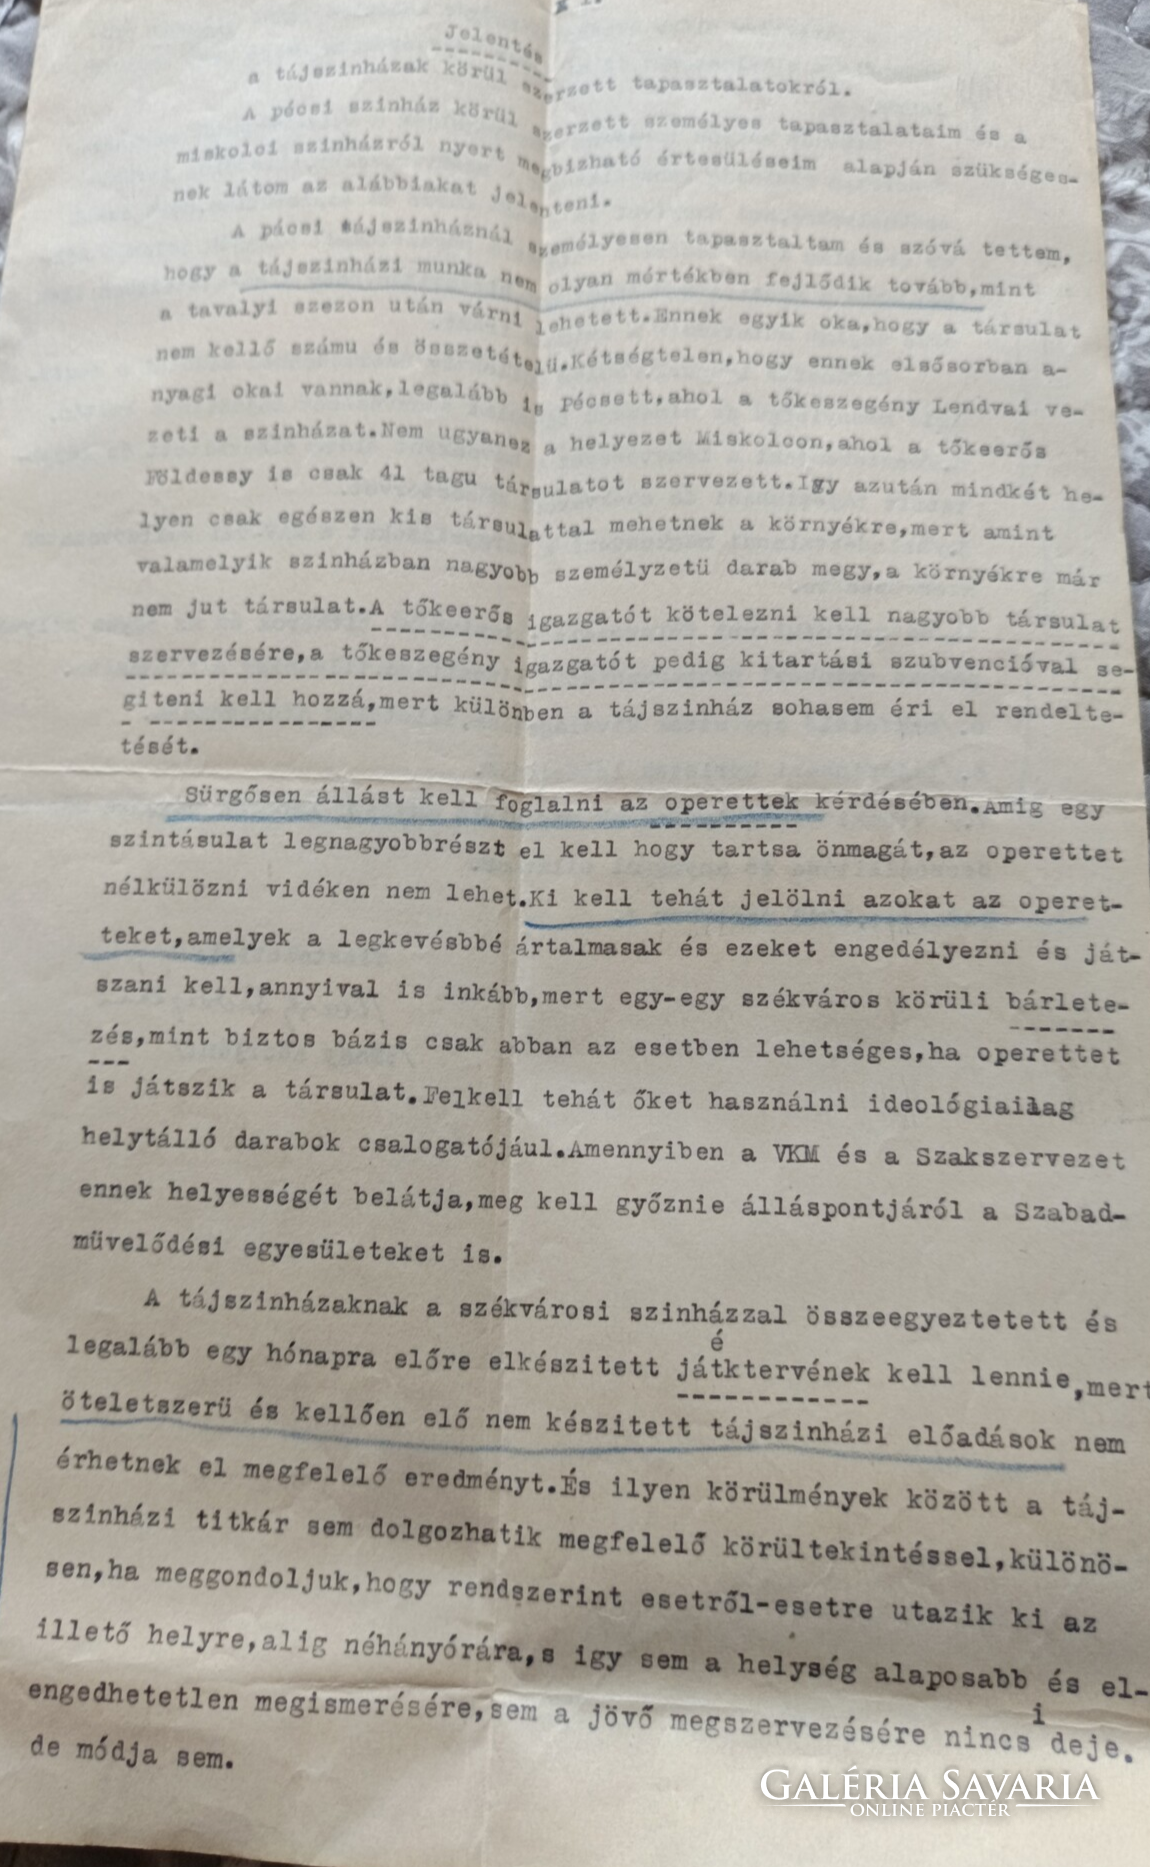 Jelentés
a tájszinházak körül szerzett tapasztalatokról.
A pécsi szinház körül szerzett személyes tapasztalataim és a
miskolci szinházról nyert megbizható értesüléseim alapján szükséges-
nek látom az alábbiakat jelenteni.
A pécsi tájszinháznál személyesen tapasztaltam és szóvá tettem,
hogy a tájszinházi munka nem olyan mértékben fejlődik tovább,mint
a tavalyi szezon után várni lehetett.Ennek egyik oka,hogy a társulat
nem kellő számu és összetételü.Kétségtelen,hogy ennek elsősorban a-
nyagi okai vannak,legalább is Pécsett,ahol a tőkeszegény Lendvai ve-
zeti a szinházat.Nem ugyanez a helyezet Miskolcon,ahol a tőkeerős
Földessy is csak 41 tagu társulatot szervezett.Igy azután mindkét he-
lyen csak egészen kis társulattal mehetnek a környékre,mert amint
valamelyik szinházban nagyobb személyzetü darab megy,a környékre már
nem jut társulat.A tőkeerős igazgatót kötelezni kell nagyobb társulat
szervezésére,a tőkeszegény igazgatót pedig kitartási szubvencióval se-
giteni kell hozzá,mert különben a tájszinház sohasem éri el rendelte-
tését.
Sürgősen állást kell foglalni az operettek kérdésében.Amig egy
szintásulat legnagyobbrészt el kell hogy tartsa önmagát,az operettet
nélkülözni vidéken nem lehet.Ki kell tehát jelölni azokat az operet-
teket,amelyek a legkevésbbé ártalmasak és ezeket engedélyezni és ját-
szani kell,annyival is inkább,mert egy-egy székváros körüli bárlete-
zés,mint biztos bázis csak abban az esetben lehetséges,ha operettet
is játszik a társulat.Felkell tehát őket használni ideológiailag
helytálló darabok csalogatójául.Amennyiben a VKM és a Szakszervezet
ennek helyességét belátja,meg kell győznie álláspontjáról a Szabad-
müvelődési egyesületeket is.
A tájszinházaknak a székvárosi szinházzal összeegyeztetett és
legalább egy hónapra előre elkészitett játéktervének kell lennie,mert
öteletszerü és kellően elő nem készitett tájszinházi előadások nem
érhetnek el megfelelő eredményt.És ilyen körülmények között a táj-
szinházi titkár sem dolgozhatik megfelelő körültekintéssel,különö-
sen,ha meggondoljuk,hogy rendszerint esetről-esetre utazik ki az
illető helyre,alig néhányórára,s igy sem a helység alaposabb és el-
engedhetetlen megismerésére,sem a jövő megszervezésére nincs ideje.
de módja sem.
GALÉRIA SAVARIA
ONLINE PIACTÉR